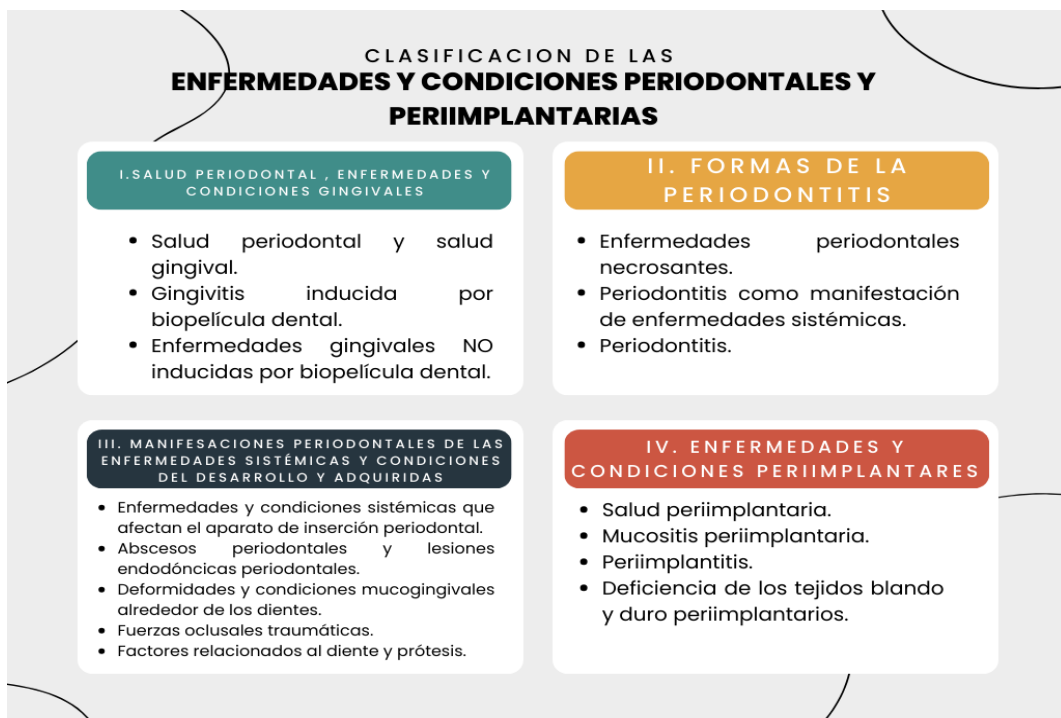 CLASIFICACION DE LAS
ENFERMEDADES Y CONDICIONES PERIODONTALES Y
PERIIMPLANTARIAS
I.SALUD PERIODONTAL , ENFERMEDADES Y
CONDICIONES GINGIVALES
• Salud periodontal y salud
gingival.
• Gingivitis inducida por
biopelícula dental.
• Enfermedades gingivales NO
inducidas por biopelícula dental.
II. FORMAS DE LA
PERIODONTITIS
• Enfermedades periodontales
necrosantes.
• Periodontitis como manifestación
de enfermedades sistémicas.
• Periodontitis.
III. MANIFESACIONES PERIODONTALES DE LAS
ENFERMEDADES SISTÉMICAS Y CONDICIONES
DEL DESARROLLO Y ADQUIRIDAS
• Enfermedades y condiciones sistémicas que
afectan el aparato de inserción periodontal.
• Abscesos periodontales y lesiones
endodóncicas periodontales.
• Deformidades y condiciones mucogingivales
alrededor de los dientes.
• Fuerzas oclusales traumáticas.
• Factores relacionados al diente y prótesis.
IV. ENFERMEDADES Y
CONDICIONES PERIIMPLANTARES
• Salud periimplantaria.
• Mucositis periimplantaria.
• Periimplantitis.
• Deficiencia de los tejidos blando
y duro periimplantarios.